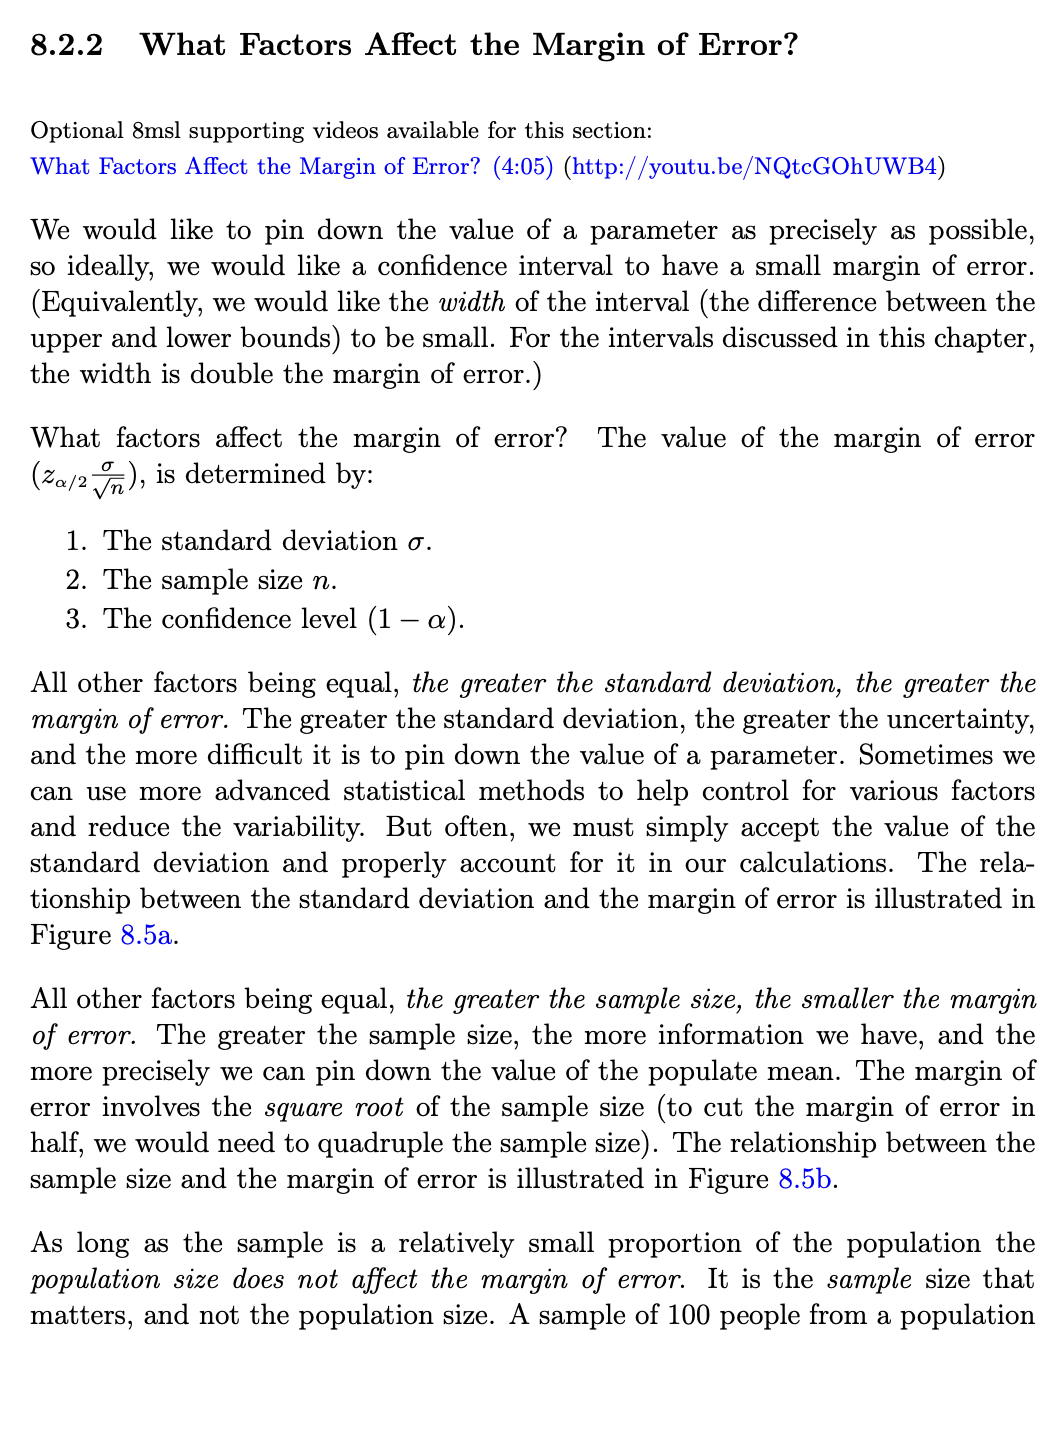 8.2.2 What Factors Affect the Margin of Error?
Optional 8msl supporting videos available for this section:
What Factors Affect the Margin of Error? (4:05) (http://youtu.be/NQtcGOhUWB4)
We would like to pin down the value of a parameter as precisely as possible,
so ideally, we would like a confidence interval to have a small margin of error.
(Equivalently, we would like the width of the interval (the difference between the
upper and lower bounds) to be small. For the intervals discussed in this chapter,
the width is double the margin of error.)
What factors affect the margin of error? The value of the margin of error
(z_{α/2} σ/√n), is determined by:
1. The standard deviation σ.
2. The sample size n.
3. The confidence level (1 − α).
All other factors being equal, the greater the standard deviation, the greater the
margin of error. The greater the standard deviation, the greater the uncertainty,
and the more difficult it is to pin down the value of a parameter. Sometimes we
can use more advanced statistical methods to help control for various factors
and reduce the variability. But often, we must simply accept the value of the
standard deviation and properly account for it in our calculations. The rela-
tionship between the standard deviation and the margin of error is illustrated in
Figure 8.5a.
All other factors being equal, the greater the sample size, the smaller the margin
of error. The greater the sample size, the more information we have, and the
more precisely we can pin down the value of the populate mean. The margin of
error involves the square root of the sample size (to cut the margin of error in
half, we would need to quadruple the sample size). The relationship between the
sample size and the margin of error is illustrated in Figure 8.5b.
As long as the sample is a relatively small proportion of the population the
population size does not affect the margin of error. It is the sample size that
matters, and not the population size. A sample of 100 people from a population